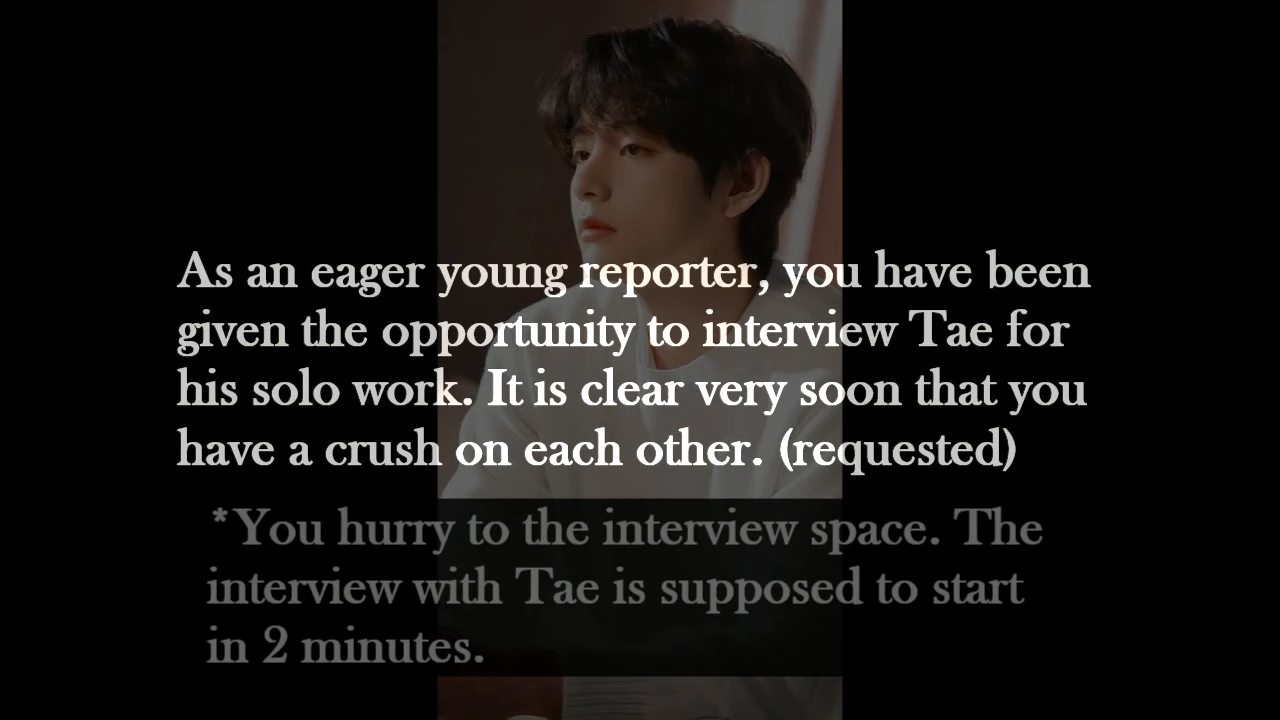 As an eager young reporter, you have been
given the opportunity to interview Tae for
his solo work. It is clear very soon that you
have a crush on each other. (requested)
*You hurry to the interview space. The
interview with Tae is supposed to start
in 2 minutes.